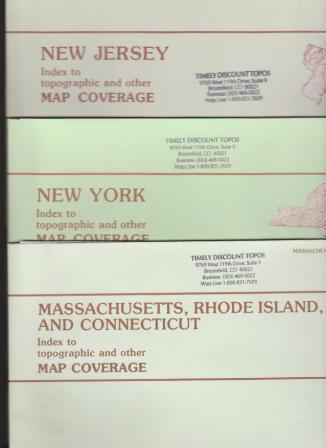 NEW JERSEY
Index to
topographic and other
MAP COVERAGE
TIMELY DISCOUNT TOPOS
9769 West 119th Drive, Suite 9
Broomfield, CO 80021
Business (303) 469-5022
Wats Line 1-800-821-7609
TIMELY DISCOUNT TOPOS
9769 West 119th Drive, Suite 9
Broomfield, CO 80021
Business (303) 469-5022
Wats Line 1-800-821-7609
NEW YORK
Index to
topographic and other
MAP COVERAGE
TIMELY DISCOUNT TOPOS
9769 West 119th Drive, Suite 9
Broomfield, CO 80021
Business (303) 469-5022
Wats Line 1-800-821-7609
MASSACHUS
MASSACHUSETTS, RHODE ISLAND,
AND CONNECTICUT
Index to
topographic and other
MAP COVERAGE